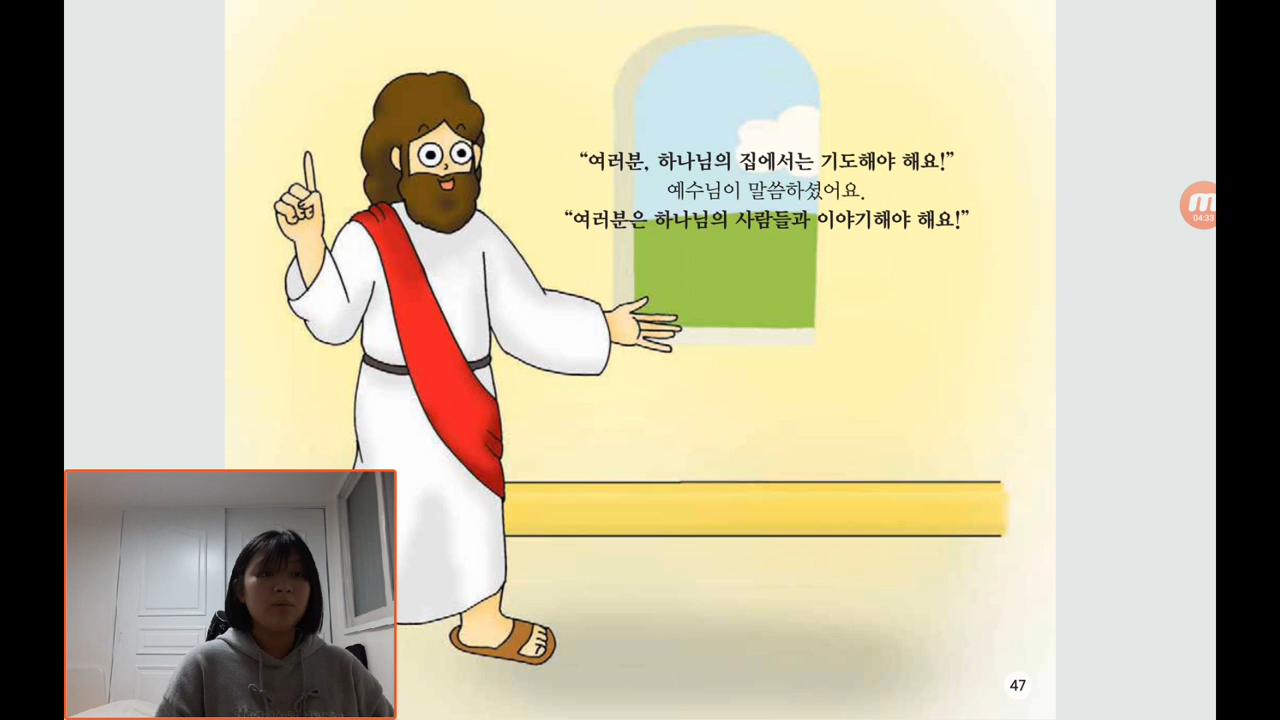 “여러분, 하나님의 집에서는 기도해야 해요!”
예수님이 말씀하셨어요.
“여러분은 하나님의 사람들과 이야기해야 해요!”
04:33
47